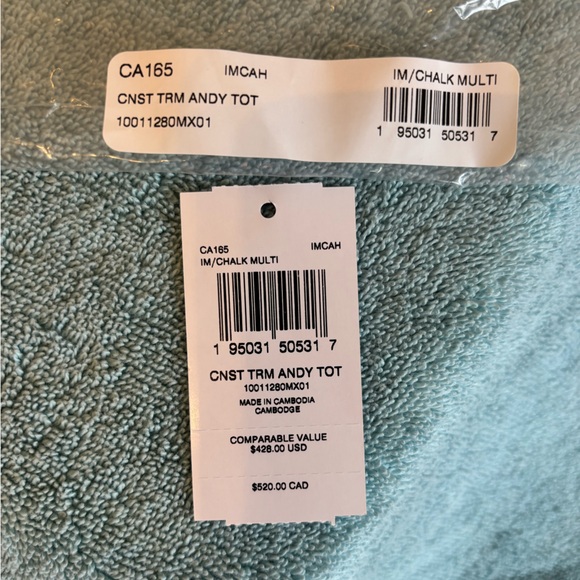 CA165 IMCAH IM/CHALK MULTI
CNST TRM ANDY TOT
10011280MX01
1 95031 50531 7
CA165 IMCAH
IM/CHALK MULTI
1 95031 50531 7
CNST TRM ANDY TOT
10011280MX01
MADE IN CAMBODIA
CAMBODGE
COMPARABLE VALUE
$428.00 USD
$520.00 CAD